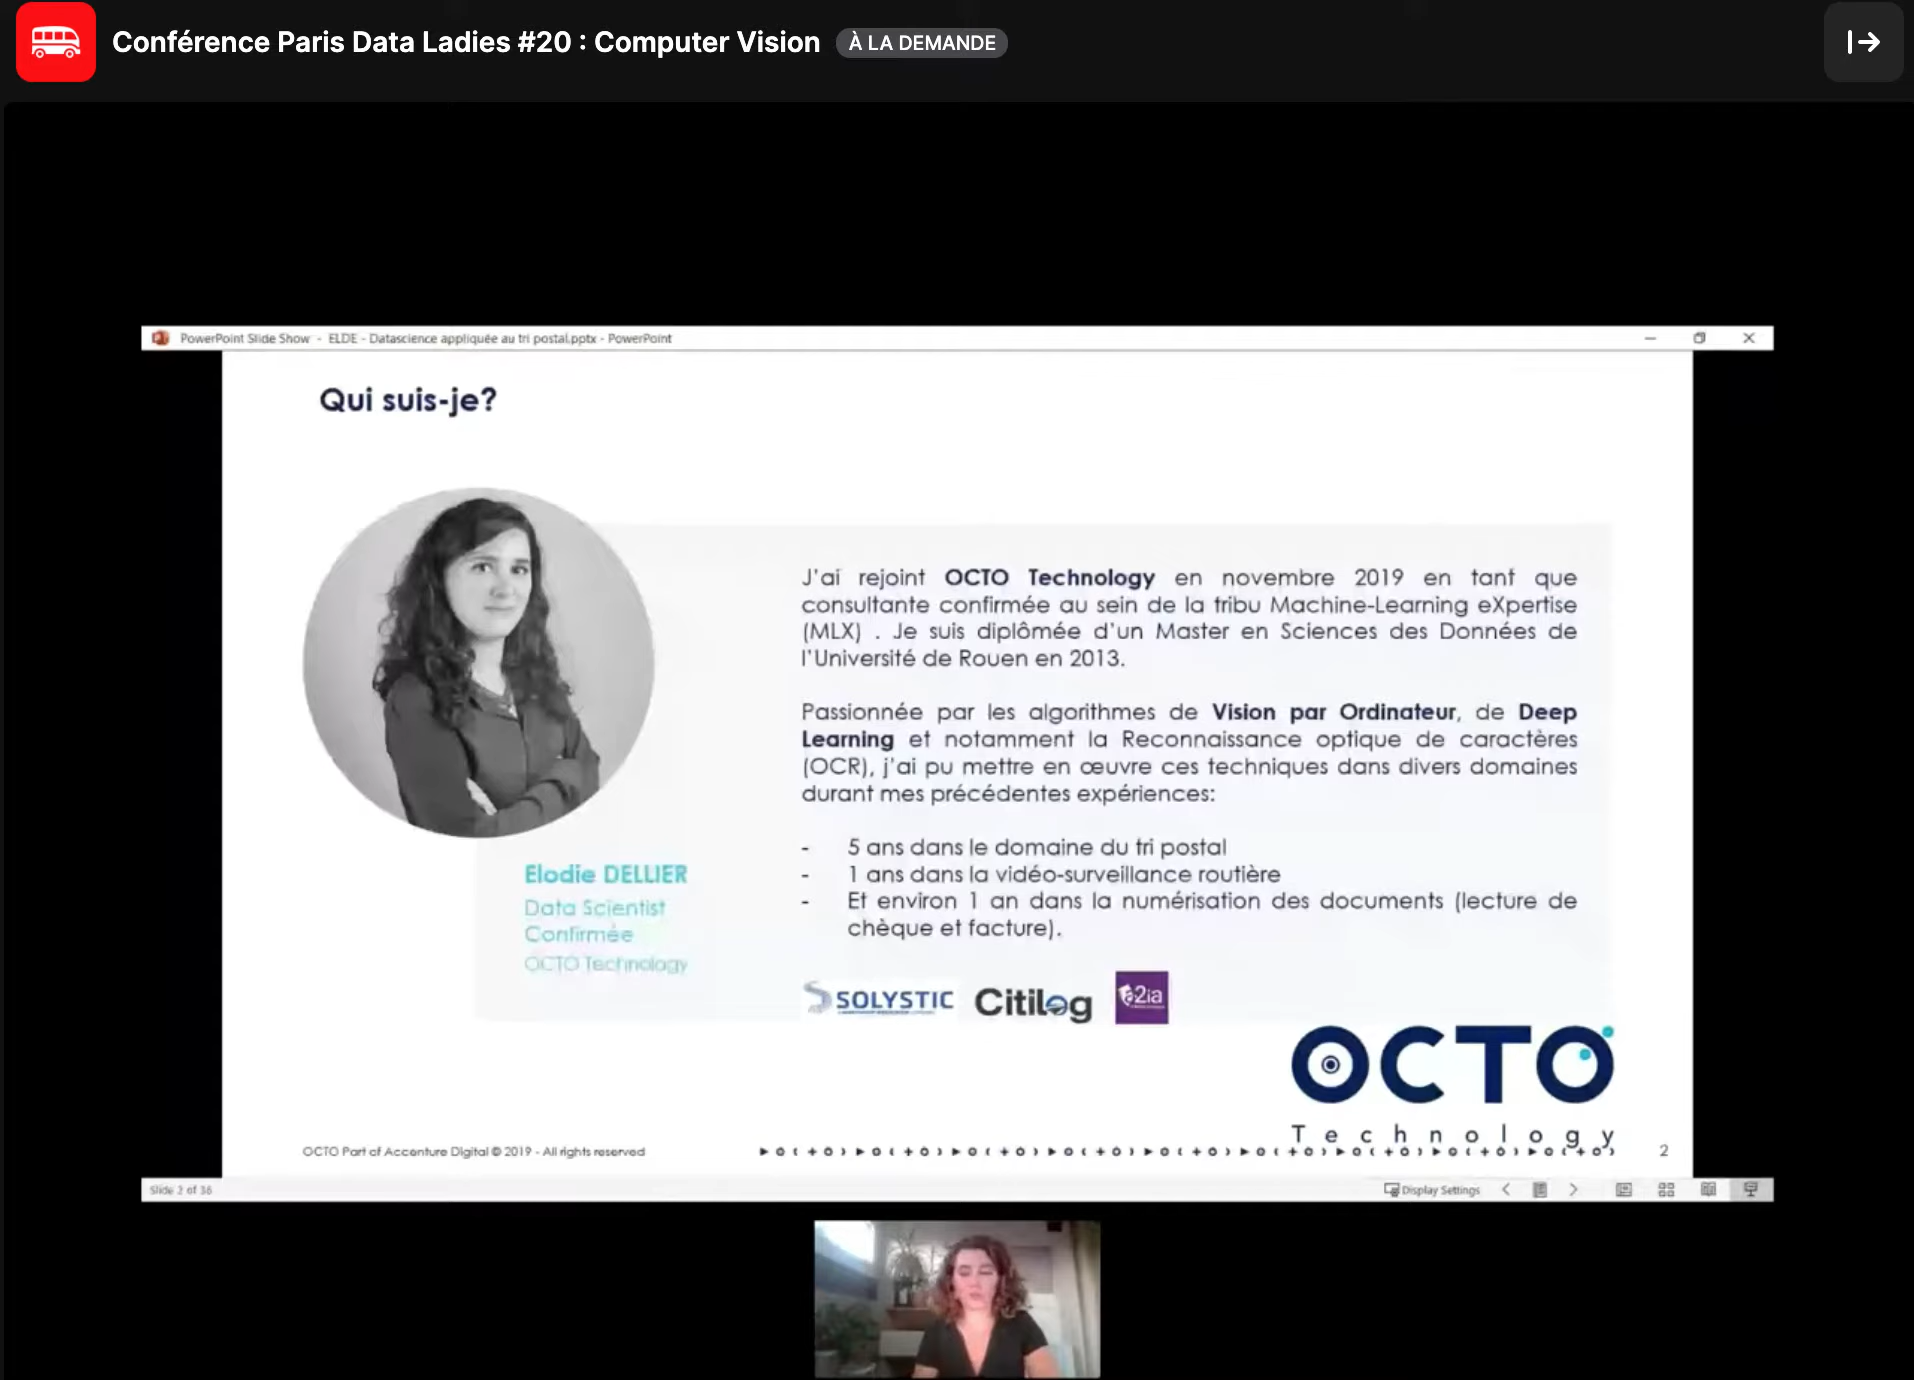 Conférence Paris Data Ladies #20 : Computer Vision À LA DEMANDE
PowerPoint Slide Show - ELDE - Datascience appliquée au tri postal.pptx - PowerPoint
Qui suis-je?
J'ai rejoint OCTO Technology en novembre 2019 en tant que
consultante confirmée au sein de la tribu Machine-Learning eXpertise
(MLX) . Je suis diplômée d'un Master en Sciences des Données de
l'Université de Rouen en 2013.
Passionnée par les algorithmes de Vision par Ordinateur, de Deep
Learning et notamment la Reconnaissance optique de caractères
(OCR), j'ai pu mettre en œuvre ces techniques dans divers domaines
durant mes précédentes expériences:
- 5 ans dans le domaine du tri postal
- 1 ans dans la vidéo-surveillance routière
- Et environ 1 an dans la numérisation des documents (lecture de
chèque et facture).
Elodie DELLIER
Data Scientist
Confirmée
OCTO Technology
SOLYSTIC Citilog a2ia
OCTO
Technology
OCTO Part of Accenture Digital © 2019 - All rights reserved
2
Slide 2 of 36
Display Settings